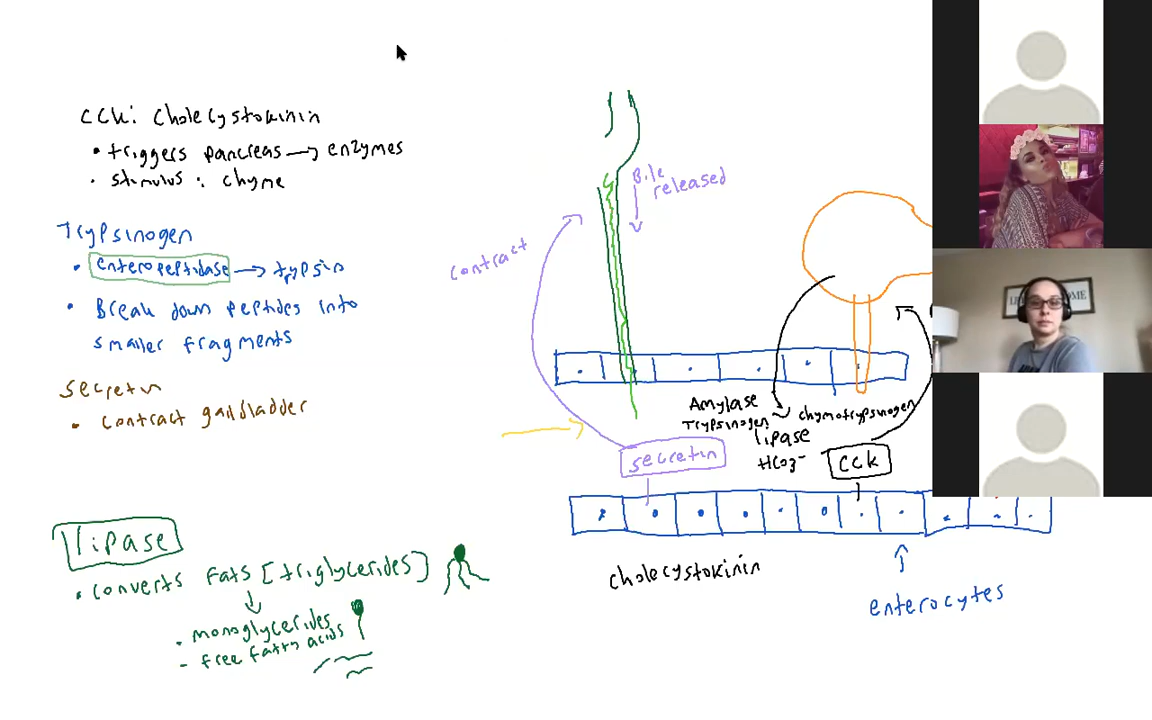 CCK: Cholecystokinin
• triggers pancreas → enzymes
• stimulus : chyme
Trypsinogen
• enteropeptidase → trypsin
• Break down peptides into
smaller fragments
Secretin
• Contract gallbladder
lipase
• converts fats [triglycerides]
• monoglycerides
- free fatty acids
Bile
released
contract
Amylase
Trypsinogen
chymotrypsinogen
lipase
HCO3-
secretin
CCK
cholecystokinin
enterocytes